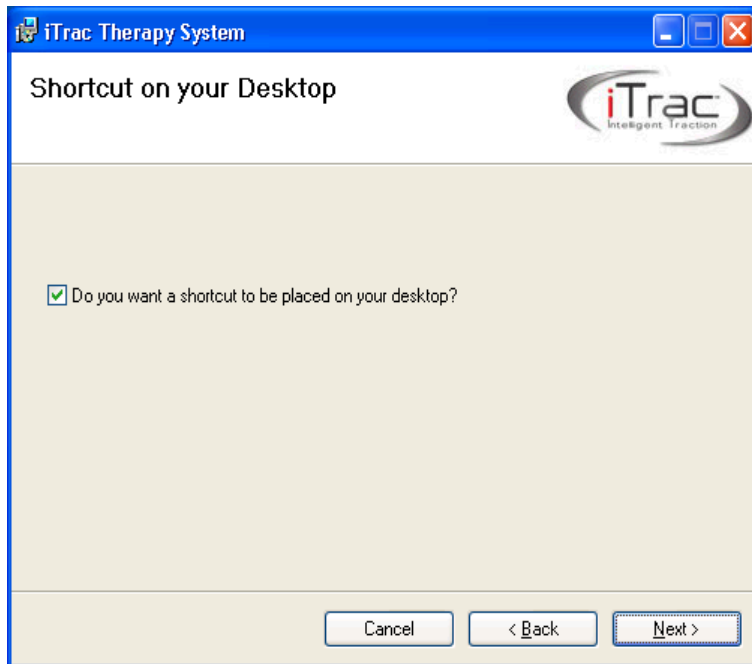 iTrac Therapy System
Shortcut on your Desktop
iTrac
Intelligent Traction
Do you want a shortcut to be placed on your desktop?
Cancel
< Back
Next >